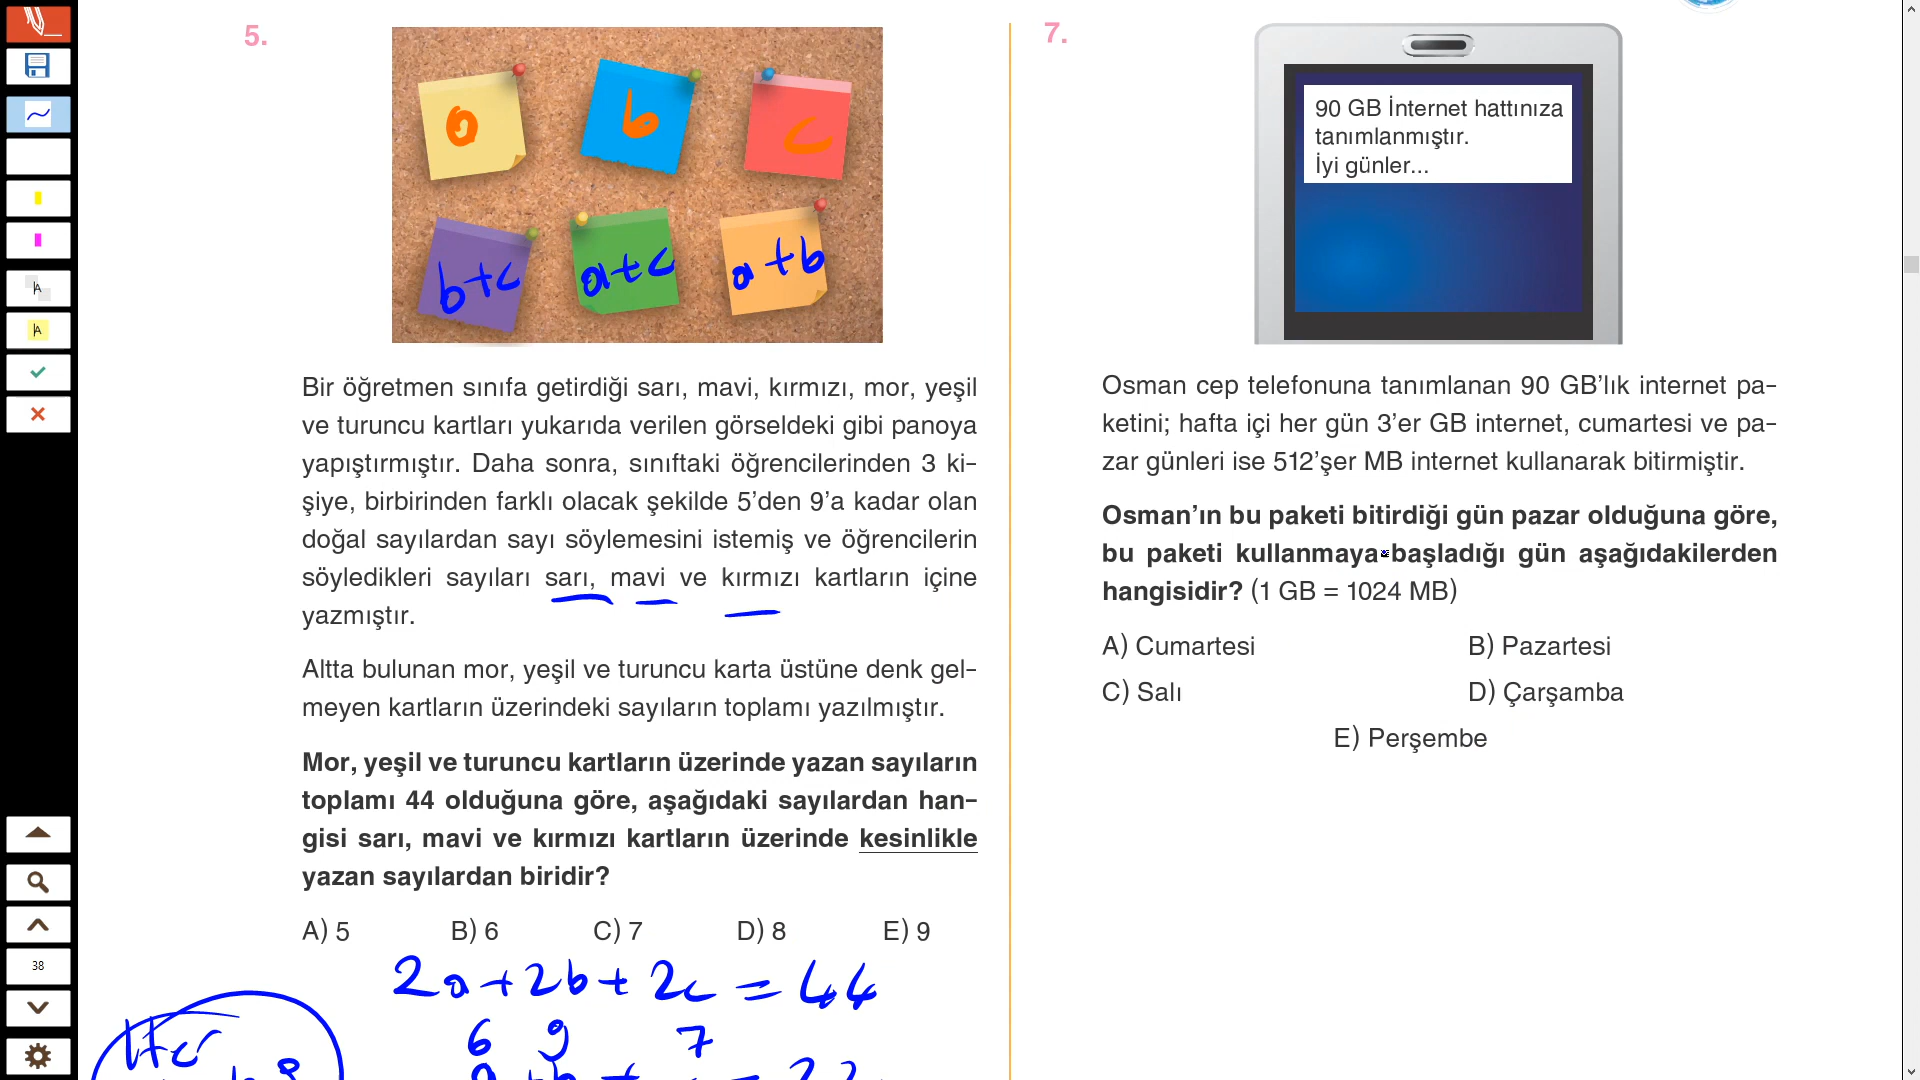 5.
a
b
c
b+c
a+c
a+b
Bir öğretmen sınıfa getirdiği sarı, mavi, kırmızı, mor, yeşil
ve turuncu kartları yukarıda verilen görseldeki gibi panoya
yapıştırmıştır. Daha sonra, sınıftaki öğrencilerinden 3 ki-
şiye, birbirinden farklı olacak şekilde 5’den 9’a kadar olan
doğal sayılardan sayı söylemesini istemiş ve öğrencilerin
söyledikleri sayıları sarı, mavi ve kırmızı kartların içine
yazmıştır.
Altta bulunan mor, yeşil ve turuncu karta üstüne denk gel-
meyen kartların üzerindeki sayıların toplamı yazılmıştır.
Mor, yeşil ve turuncu kartların üzerinde yazan sayıların
toplamı 44 olduğuna göre, aşağıdaki sayılardan han-
gisi sarı, mavi ve kırmızı kartların üzerinde kesinlikle
yazan sayılardan biridir?
A) 5 B) 6 C) 7 D) 8 E) 9
2a+2b+2c=44
6 9 7
7.
90 GB İnternet hattınıza
tanımlanmıştır.
İyi günler...
Osman cep telefonuna tanımlanan 90 GB’lık internet pa-
ketini; hafta içi her gün 3’er GB internet, cumartesi ve pa-
zar günleri ise 512’şer MB internet kullanarak bitirmiştir.
Osman’ın bu paketi bitirdiği gün pazar olduğuna göre,
bu paketi kullanmaya başladığı gün aşağıdakilerden
hangisidir? (1 GB = 1024 MB)
A) Cumartesi B) Pazartesi
C) Salı D) Çarşamba
E) Perşembe
38